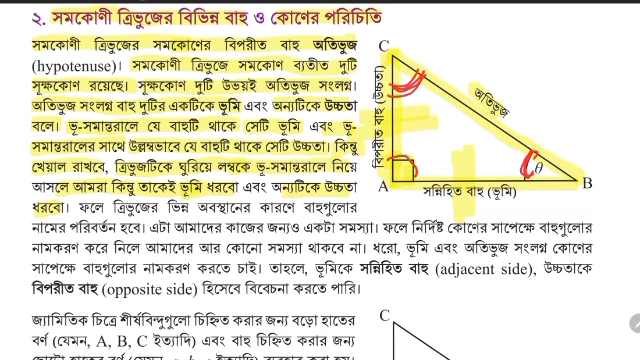 ২. সমকোণী ত্রিভুজের বিভিন্ন বাহু ও কোণের পরিচিতি
সমকোণী ত্রিভুজের সমকোণের বিপরীত বাহু অতিভুজ
(hypotenuse)। সমকোণী ত্রিভুজে সমকোণ ব্যতীত দুটি
সূক্ষ্মকোণ রয়েছে। সূক্ষ্মকোণ দুটি উভয়ই অতিভুজ সংলগ্ন।
অতিভুজ সংলগ্ন বাহু দুটির একটিকে ভূমি এবং অন্যটিকে উচ্চতা
বলে। ভূ-সমান্তরালে যে বাহুটি থাকে সেটি ভূমি এবং ভূ-
সমান্তরালের সাথে উল্লম্বভাবে যে বাহুটি থাকে সেটি উচ্চতা। কিন্তু
খেয়াল রাখবে, ত্রিভুজটিকে ঘুরিয়ে লম্বকে ভূ-সমান্তরালে নিয়ে
আসলে আমরা কিন্তু তাকেই ভূমি ধরবো এবং অন্যটিকে উচ্চতা
ধরবো। ফলে ত্রিভুজের ভিন্ন অবস্থানের কারণে বাহুগুলোর
নামের পরিবর্তন হবে। এটা আমাদের কাজের জন্যও একটা সমস্যা। ফলে নির্দিষ্ট কোণের সাপেক্ষে বাহুগুলোর
নামকরণ করে নিলে আমাদের আর কোনো সমস্যা থাকবে না। ধরো, ভূমি এবং অতিভুজ সংলগ্ন কোণের
সাপেক্ষে বাহুগুলোর নামকরণ করতে চাই। তাহলে, ভূমিকে সন্নিহিত বাহু (adjacent side), উচ্চতাকে
বিপরীত বাহু (opposite side) হিসেবে বিবেচনা করতে পারি।
C
বিপরীত বাহু (উচ্চতা)
অতিভুজ
θ
A
B
সন্নিহিত বাহু (ভূমি)
জ্যামিতিক চিত্রে শীর্ষবিন্দুগুলো চিহ্নিত করার জন্য বড়ো হাতের
বর্ণ (যেমন, A, B, C ইত্যাদি) এবং বাহু চিহ্নিত করার জন্য
C